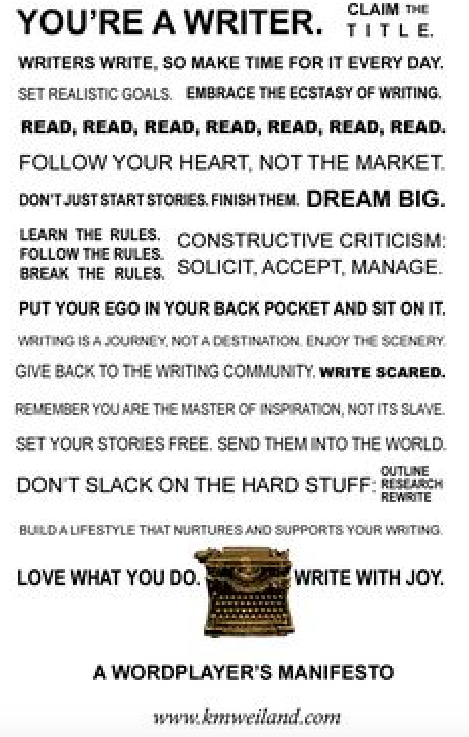 YOU'RE A WRITER. CLAIM THE TITLE.
WRITERS WRITE, SO MAKE TIME FOR IT EVERY DAY.
SET REALISTIC GOALS. EMBRACE THE ECSTASY OF WRITING.
READ, READ, READ, READ, READ, READ, READ.
FOLLOW YOUR HEART, NOT THE MARKET.
DON'T JUST START STORIES. FINISH THEM. DREAM BIG.
LEARN THE RULES.
FOLLOW THE RULES.
BREAK THE RULES.
CONSTRUCTIVE CRITICISM:
SOLICIT, ACCEPT, MANAGE.
PUT YOUR EGO IN YOUR BACK POCKET AND SIT ON IT.
WRITING IS A JOURNEY, NOT A DESTINATION. ENJOY THE SCENERY.
GIVE BACK TO THE WRITING COMMUNITY. WRITE SCARED.
REMEMBER YOU ARE THE MASTER OF INSPIRATION, NOT ITS SLAVE.
SET YOUR STORIES FREE. SEND THEM INTO THE WORLD.
DON'T SLACK ON THE HARD STUFF: OUTLINE
RESEARCH
REWRITE
BUILD A LIFESTYLE THAT NURTURES AND SUPPORTS YOUR WRITING.
LOVE WHAT YOU DO. WRITE WITH JOY.
A WORDPLAYER'S MANIFESTO
www.kmweiland.com